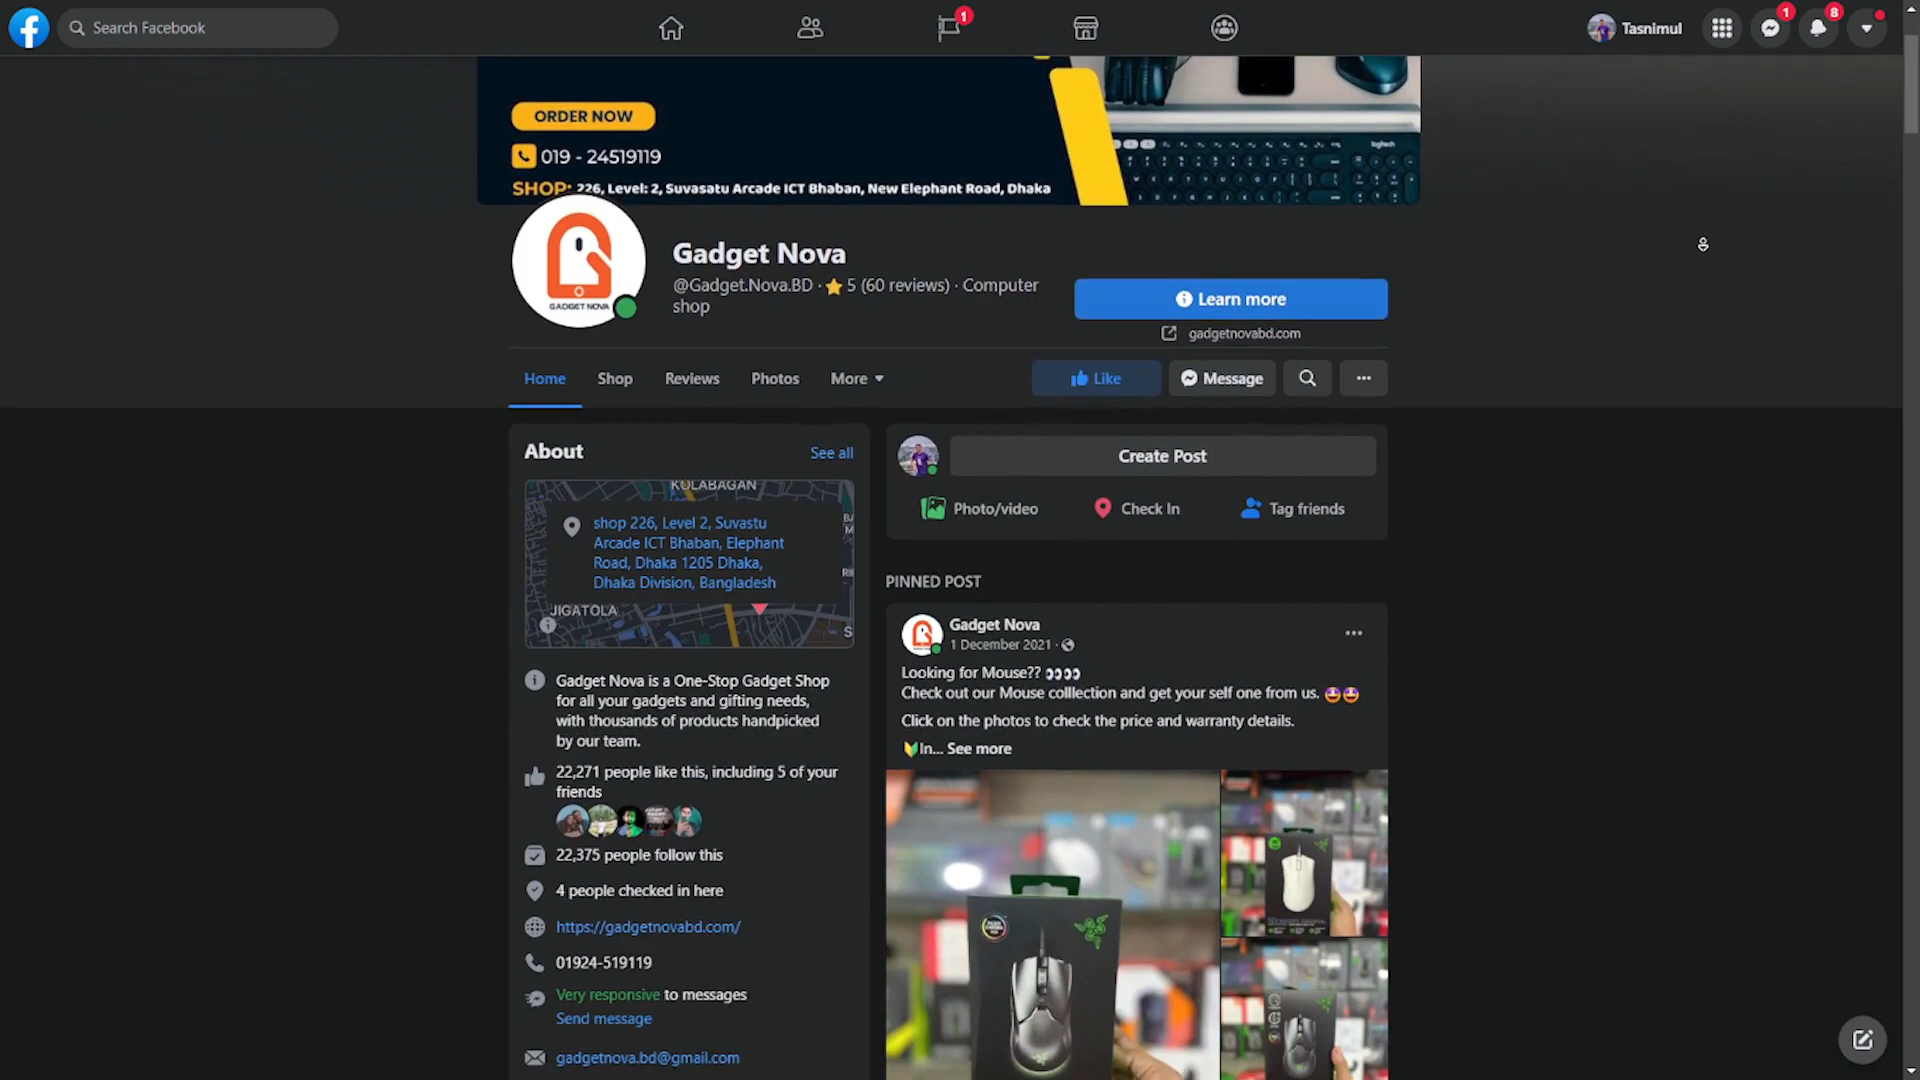 Search Facebook
1
Tasnimul
1
8
ORDER NOW
019 - 24519119
SHOP: 226, Level: 2, Suvasatu Arcade ICT Bhaban, New Elephant Road, Dhaka
logitech
GADGET NOVA
Gadget Nova
@Gadget.Nova.BD · 5 (60 reviews) · Computer
shop
Learn more
gadgetnovabd.com
Home
Shop
Reviews
Photos
More
Like
Message
About
See all
KOLABAGAN
shop 226, Level 2, Suvastu
Arcade ICT Bhaban, Elephant
Road, Dhaka 1205 Dhaka,
Dhaka Division, Bangladesh
JIGATOLA
Gadget Nova is a One-Stop Gadget Shop
for all your gadgets and gifting needs,
with thousands of products handpicked
by our team.
22,271 people like this, including 5 of your
friends
22,375 people follow this
4 people checked in here
https://gadgetnovabd.com/
01924-519119
Very responsive to messages
Send message
gadgetnova.bd@gmail.com
Create Post
Photo/video
Check In
Tag friends
PINNED POST
Gadget Nova
1 December 2021 ·
Looking for Mouse?? 👀👀
Check out our Mouse colllection and get your self one from us. 🤩🤩
Click on the photos to check the price and warranty details.
🔰In... See more